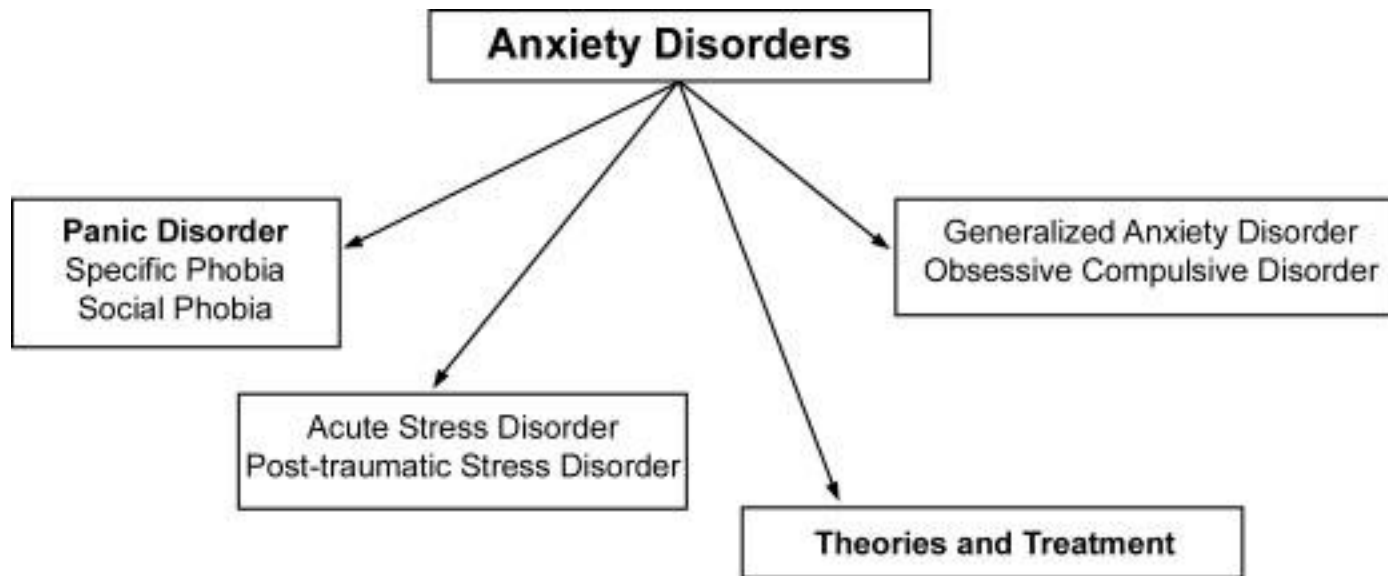 Anxiety Disorders
Panic Disorder
Specific Phobia
Social Phobia
Generalized Anxiety Disorder
Obsessive Compulsive Disorder
Acute Stress Disorder
Post-traumatic Stress Disorder
Theories and Treatment